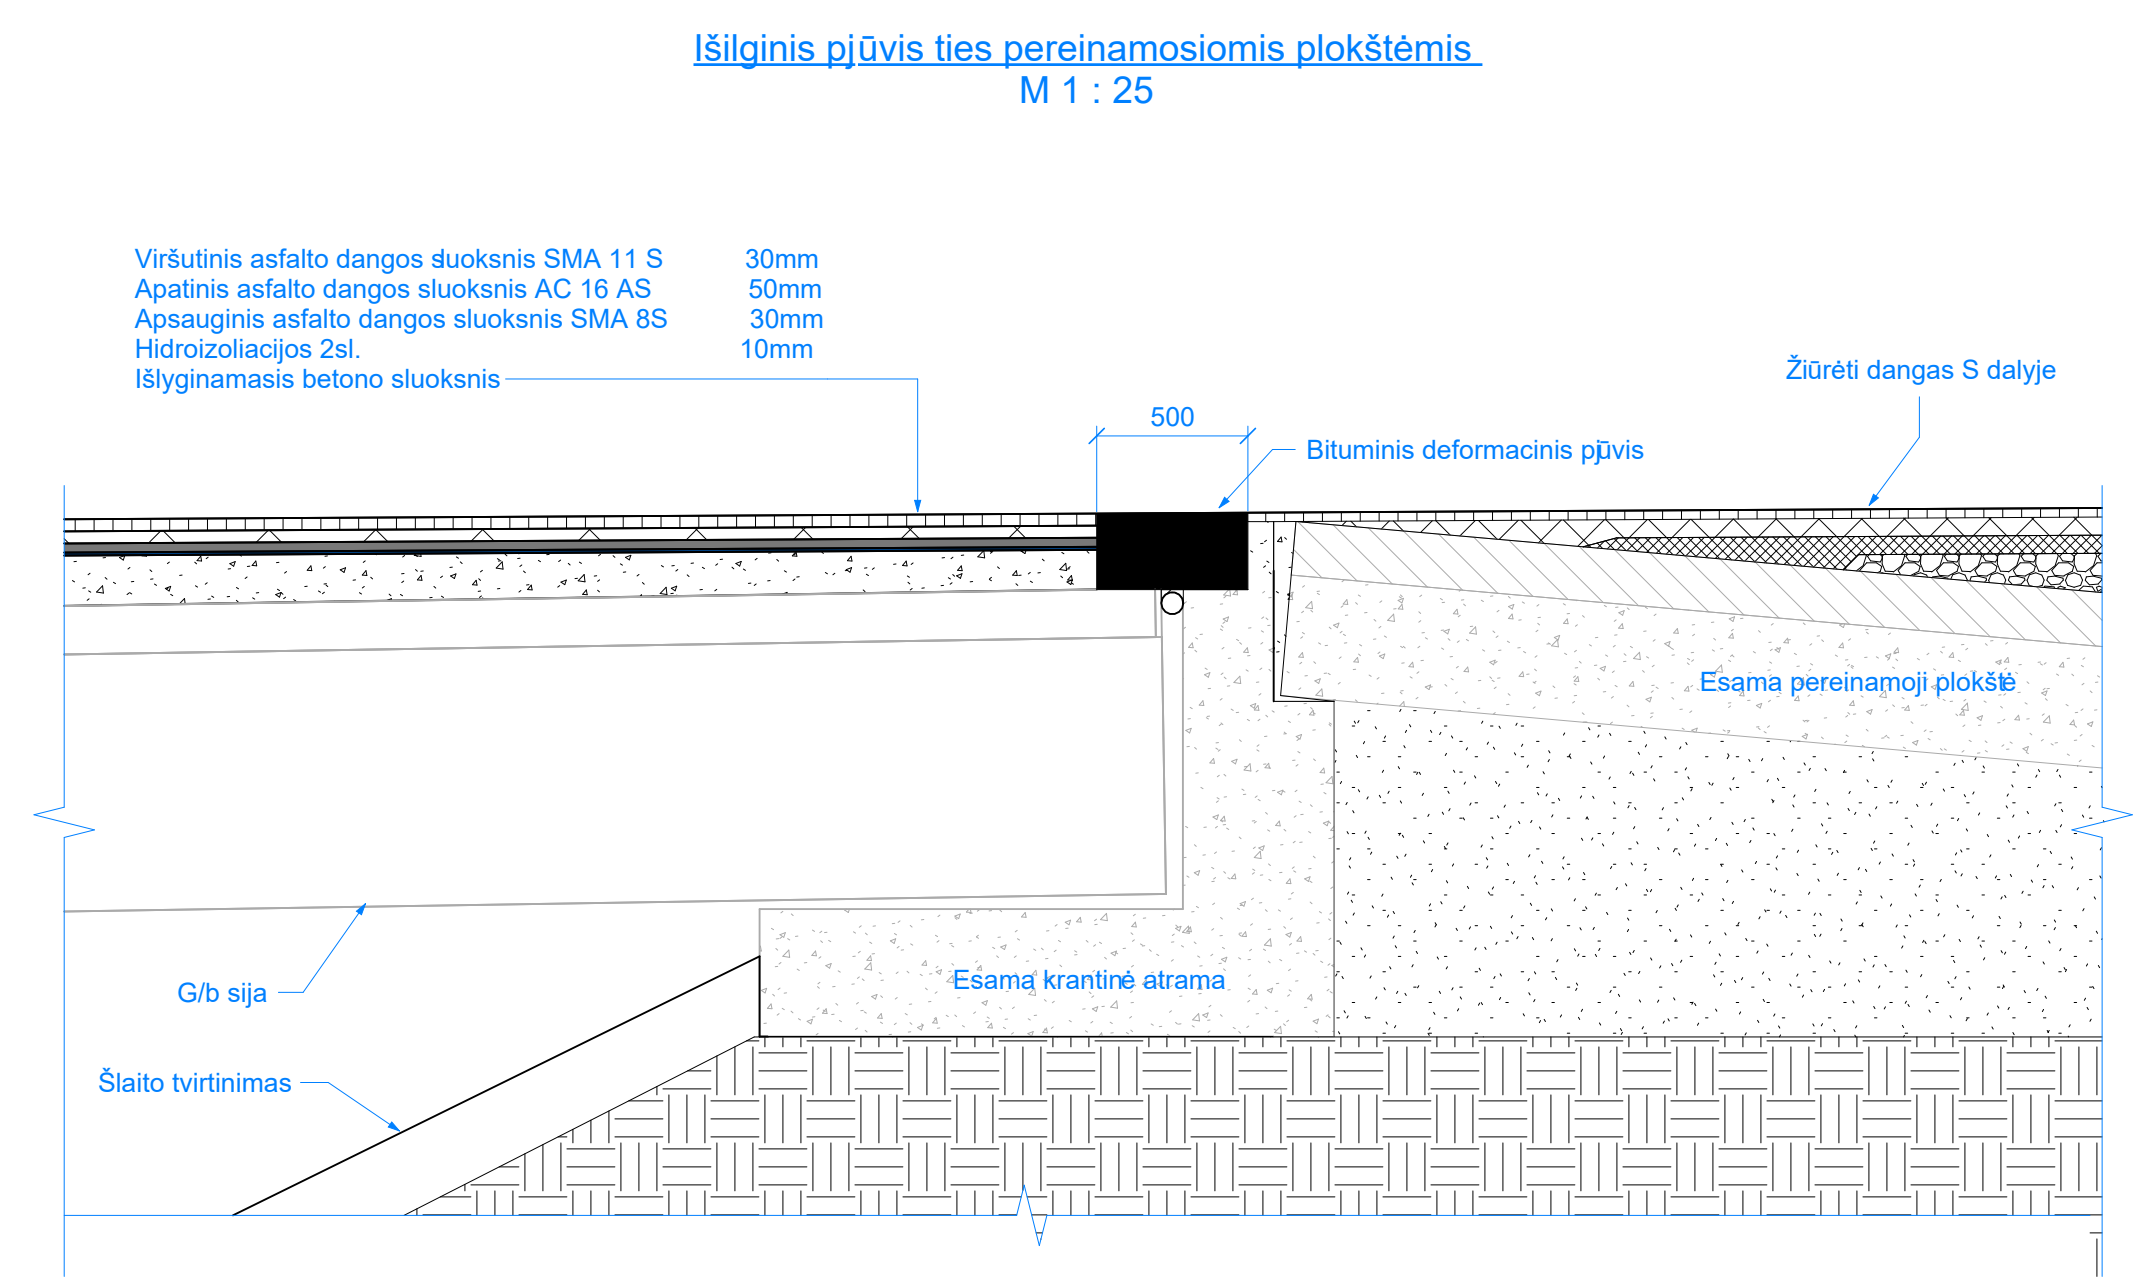 Išilginis pjūvis ties pereinamosiomis plokštėmis
M 1 : 25
Viršutinis asfalto dangos sluoksnis SMA 11 S 30mm
Apatinis asfalto dangos sluoksnis AC 16 AS 50mm
Apsauginis asfalto dangos sluoksnis SMA 8S 30mm
Hidroizoliacijos 2sl. 10mm
Išlyginamasis betono sluoksnis
Žiūrėti dangas S dalyje
500
Bituminis deformacinis pjūvis
Esama pereinamoji plokštė
Esama krantinė atrama
G/b sija
Šlaito tvirtinimas